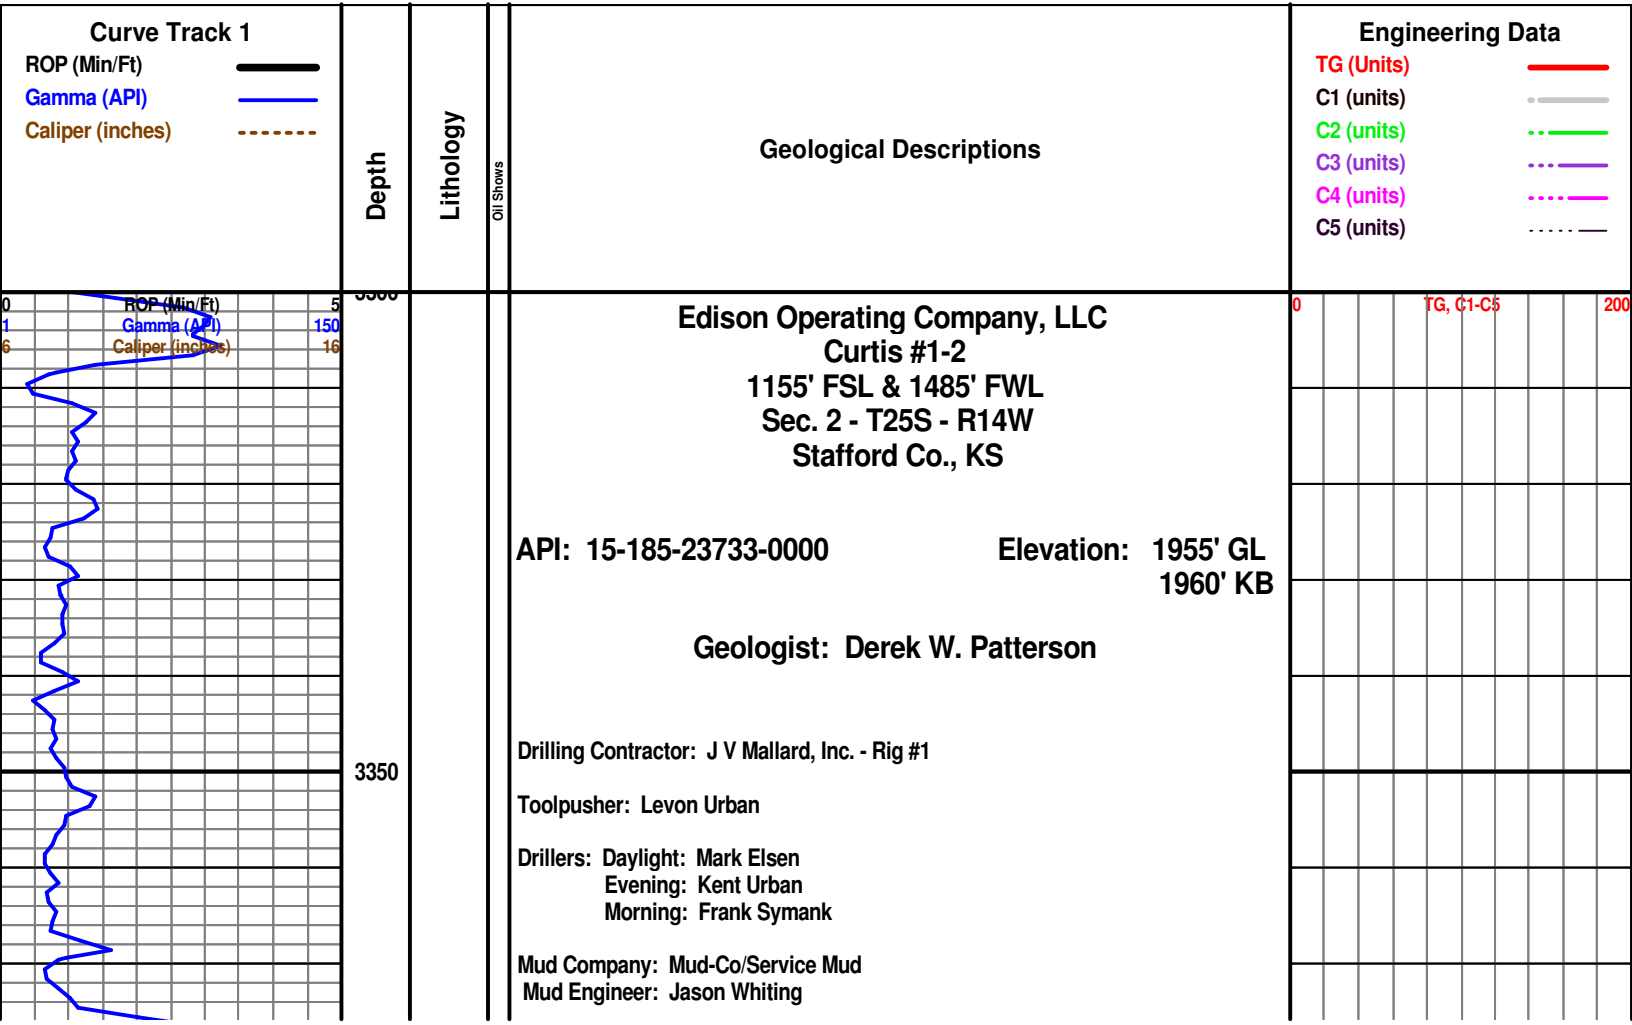 Curve Track 1
ROP (Min/Ft)
Gamma (API)
Caliper (inches)
Depth
Lithology
Oil Shows
Geological Descriptions
Engineering Data
TG (Units)
C1 (units)
C2 (units)
C3 (units)
C4 (units)
C5 (units)
0 ROP (Min/Ft) 5
1 Gamma (API) 150
6 Caliper (inches) 16
3300
0 TG, C1-C5 200
Edison Operating Company, LLC
Curtis #1-2
1155' FSL & 1485' FWL
Sec. 2 - T25S - R14W
Stafford Co., KS
API: 15-185-23733-0000 Elevation: 1955' GL
1960' KB
Geologist: Derek W. Patterson
Drilling Contractor: J V Mallard, Inc. - Rig #1
3350
Toolpusher: Levon Urban
Drillers: Daylight: Mark Elsen
Evening: Kent Urban
Morning: Frank Symank
Mud Company: Mud-Co/Service Mud
Mud Engineer: Jason Whiting